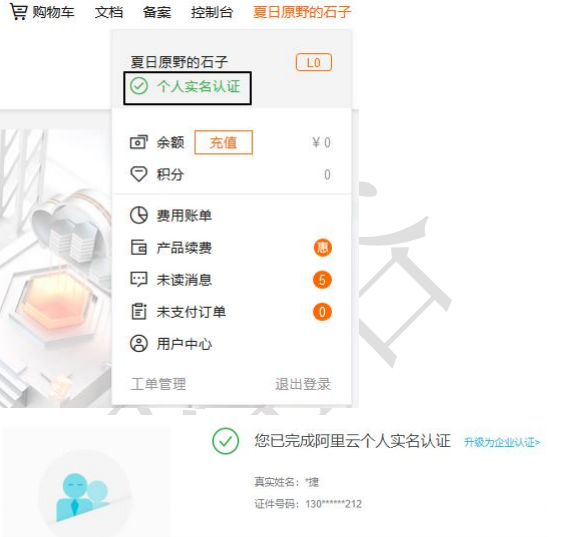 购物车 文档 备案 控制台 夏日原野的石子
夏日原野的石子 L0
个人实名认证
余额 充值 ¥ 0
积分 0
费用账单
产品续费 惠
未读消息 5
未支付订单 0
用户中心
工单管理 退出登录
您已完成阿里云个人实名认证 升级为企业认证>
真实姓名：*捷
证件号码：130******212